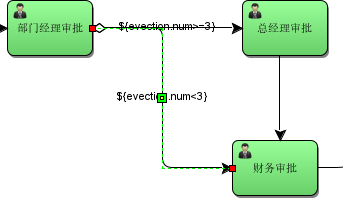 部门经理审批
${evection.num>=3}
总经理审批
${evection.num<3}
财务审批